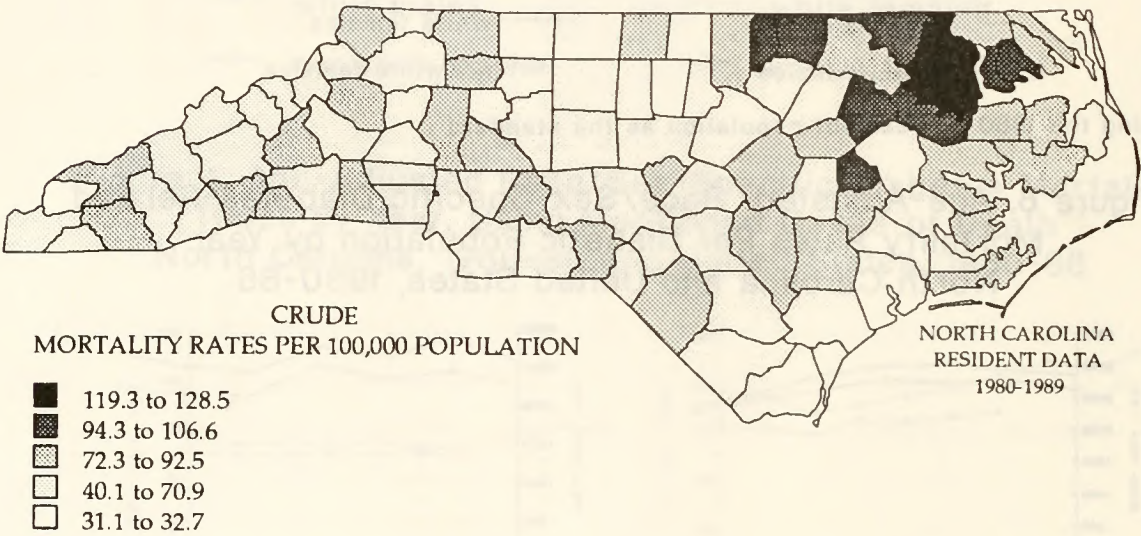 CRUDE
MORTALITY RATES PER 100,000 POPULATION
119.3 to 128.5
94.3 to 106.6
72.3 to 92.5
40.1 to 70.9
31.1 to 32.7
NORTH CAROLINA
RESIDENT DATA
1980-1989